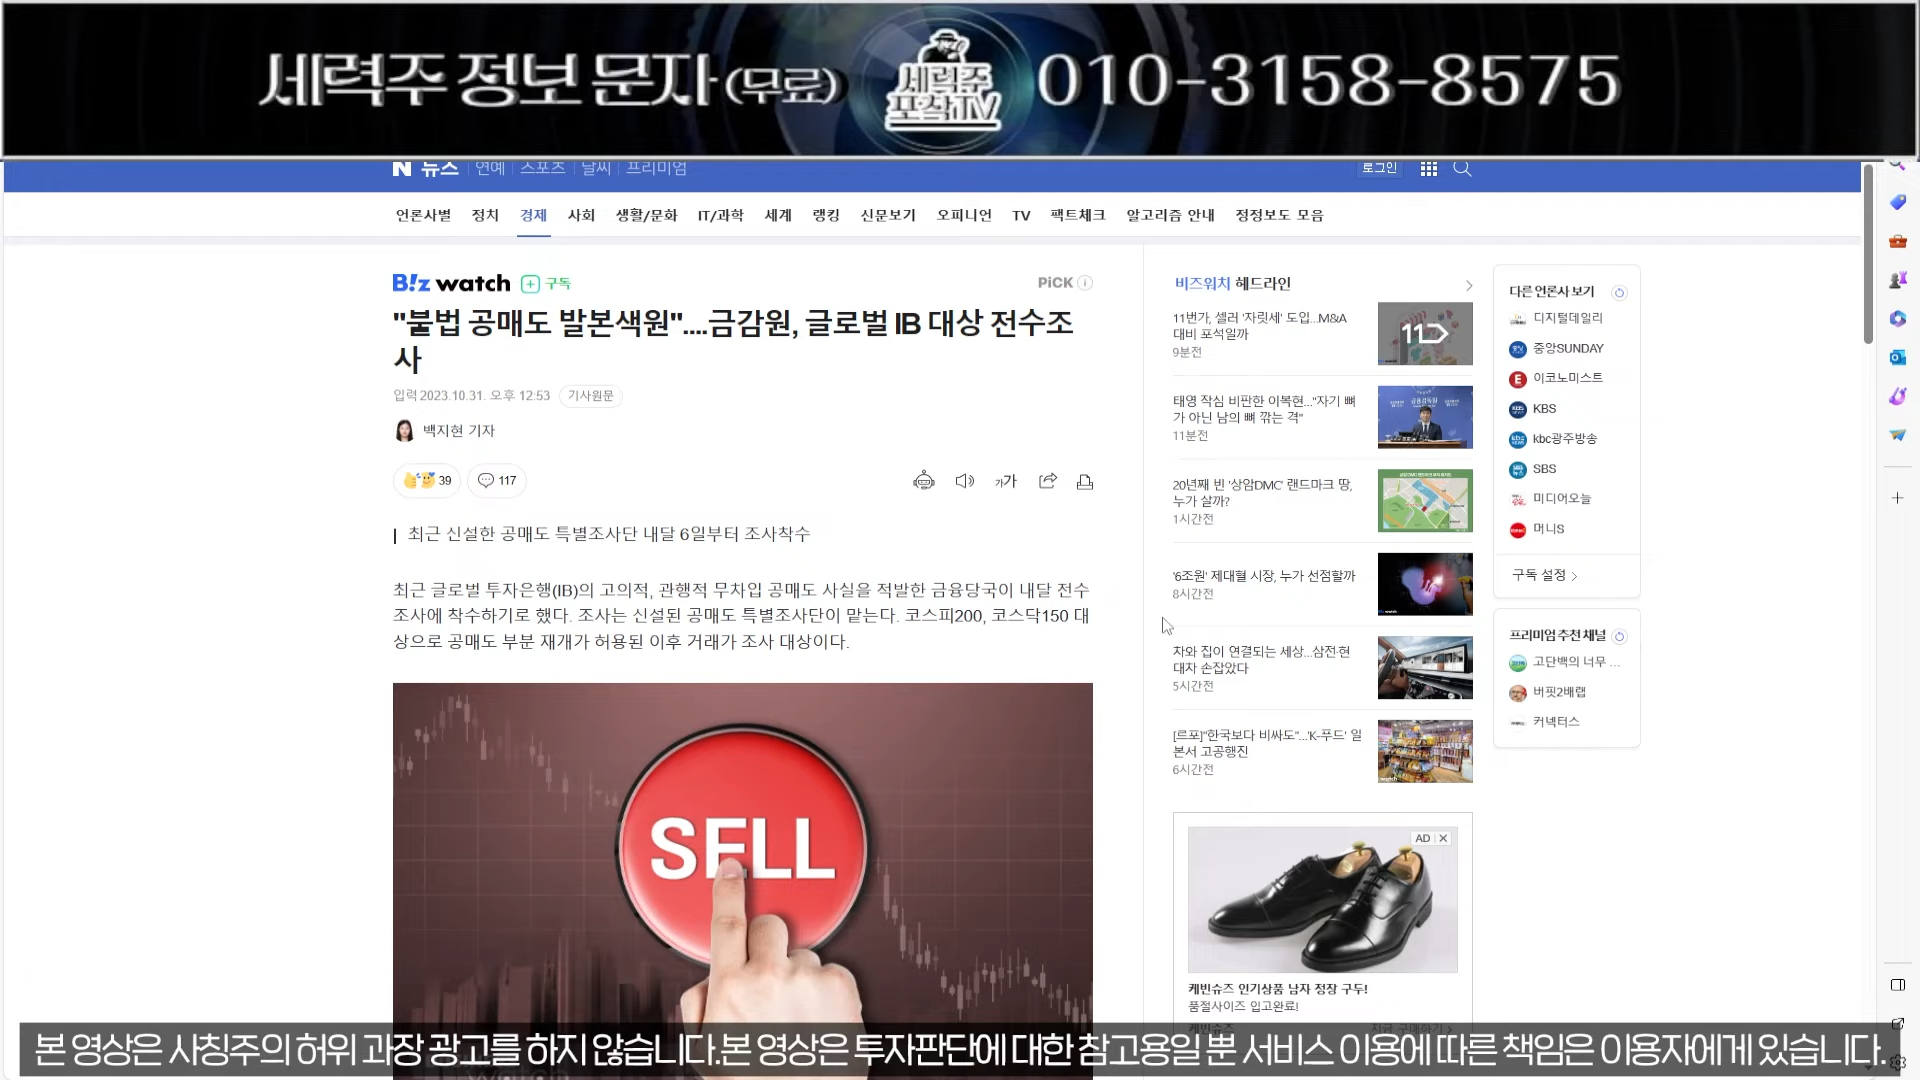 세력주 정보 문자 (무료)
세력주
포착TV
010-3158-8575
N 뉴스 연예 스포츠 날씨 프리미엄
로그인
언론사별 정치 경제 사회 생활/문화 IT/과학 세계 랭킹 신문보기 오피니언 TV 팩트체크 알고리즘 안내 정정보도 모음
B!z watch 구독
PiCK
"불법 공매도 발본색원"....금감원, 글로벌 IB 대상 전수조
사
입력 2023.10.31. 오후 12:53 기사원문
백지현 기자
39 117
가가
최근 신설한 공매도 특별조사단 내달 6일부터 조사착수
최근 글로벌 투자은행(IB)의 고의적, 관행적 무차입 공매도 사실을 적발한 금융당국이 내달 전수
조사에 착수하기로 했다. 조사는 신설된 공매도 특별조사단이 맡는다. 코스피200, 코스닥150 대
상으로 공매도 부분 재개가 허용된 이후 거래가 조사 대상이다.
SELL
비즈워치 헤드라인
11번가, 셀러 '자릿세' 도입...M&A
대비 포석일까
9분전
태영 작심 비판한 이복현..."자기 뼈
가 아닌 남의 뼈 깎는 격"
11분전
20년째 빈 '상암DMC' 랜드마크 땅,
누가 살까?
1시간전
'6조원' 제대혈 시장, 누가 선점할까
8시간전
차와 집이 연결되는 세상...삼전·현
대차 손잡았다
5시간전
[르포]"한국보다 비싸도"...'K-푸드' 일
본서 고공행진
6시간전
AD
케빈슈즈 인기상품 남자 정장 구두!
품절사이즈 입고완료!
케빈슈즈
지금 구매하기
다른 언론사 보기
디지털데일리
중앙SUNDAY
이코노미스트
KBS
kbc광주방송
SBS
미디어오늘
머니S
구독 설정
프리미엄 추천 채널
고단백의 너무 ...
버핏2배랩
커넥터스
본 영상은 사칭주의 허위 과장 광고를 하지 않습니다.본 영상은 투자판단에 대한 참고용일 뿐 서비스 이용에 따른 책임은 이용자에게 있습니다.